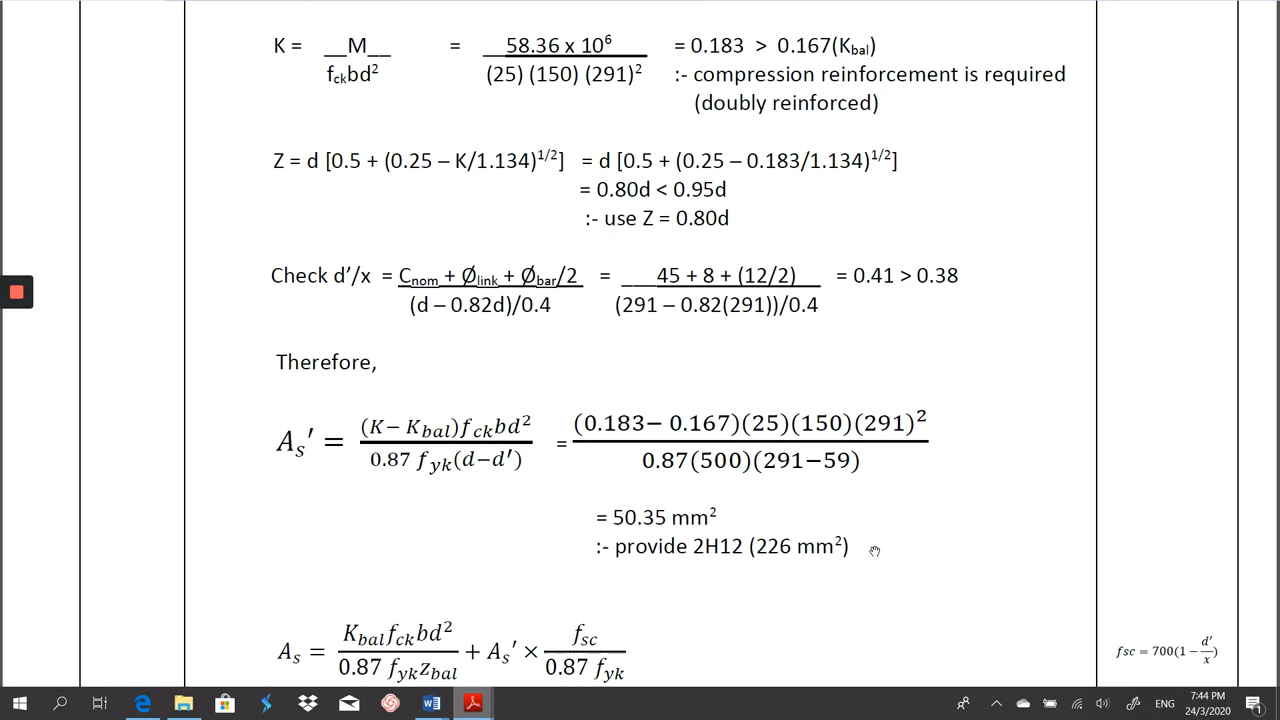 K = __M__ = 58.36 x 10⁶ = 0.183 > 0.167(K_bal)
f_ck bd² (25) (150) (291)² :- compression reinforcement is required
(doubly reinforced)
Z = d [0.5 + (0.25 – K/1.134)^1/2] = d [0.5 + (0.25 – 0.183/1.134)^1/2]
= 0.80d < 0.95d
:- use Z = 0.80d
Check d’/x = C_nom + Ø_link + Ø_bar/2 = 45 + 8 + (12/2) = 0.41 > 0.38
(d – 0.82d)/0.4 (291 – 0.82(291))/0.4
Therefore,
A_s' = (K− K_bal)f_ck bd² / 0.87 f_yk(d−d') = (0.183− 0.167)(25)(150)(291)² / 0.87(500)(291−59)
= 50.35 mm²
:- provide 2H12 (226 mm²)
A_s = K_bal f_ck bd² / 0.87 f_yk z_bal + A_s' × f_sc / 0.87 f_yk
fsc = 700(1 − d'/x)
ENG
7:44 PM
24/3/2020
1